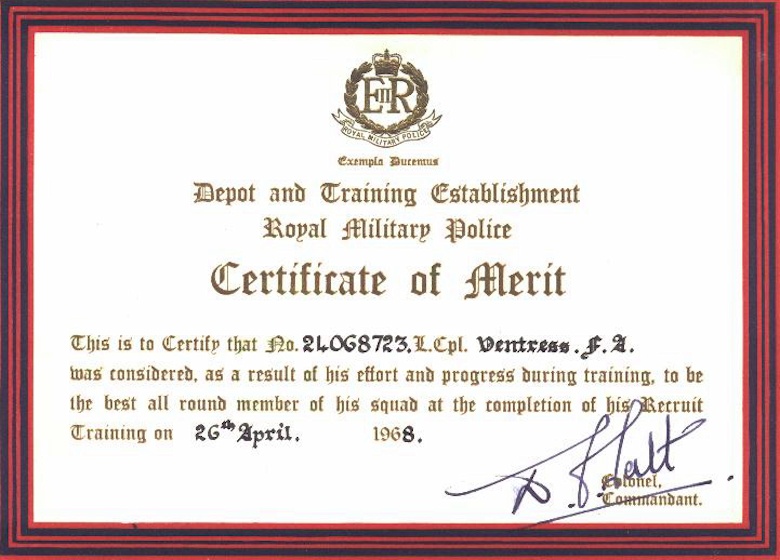 EIIR
ROYAL MILITARY POLICE
Exemplo Ducemus
Depot and Training Establishment
Royal Military Police
Certificate of Merit
This is to Certify that No. 24068723. L.Cpl. Ventress. F. A.
was considered, as a result of his effort and progress during training, to be
the best all round member of his squad at the completion of his Recruit
Training on 26th April. 1968.
Colonel,
Commandant.